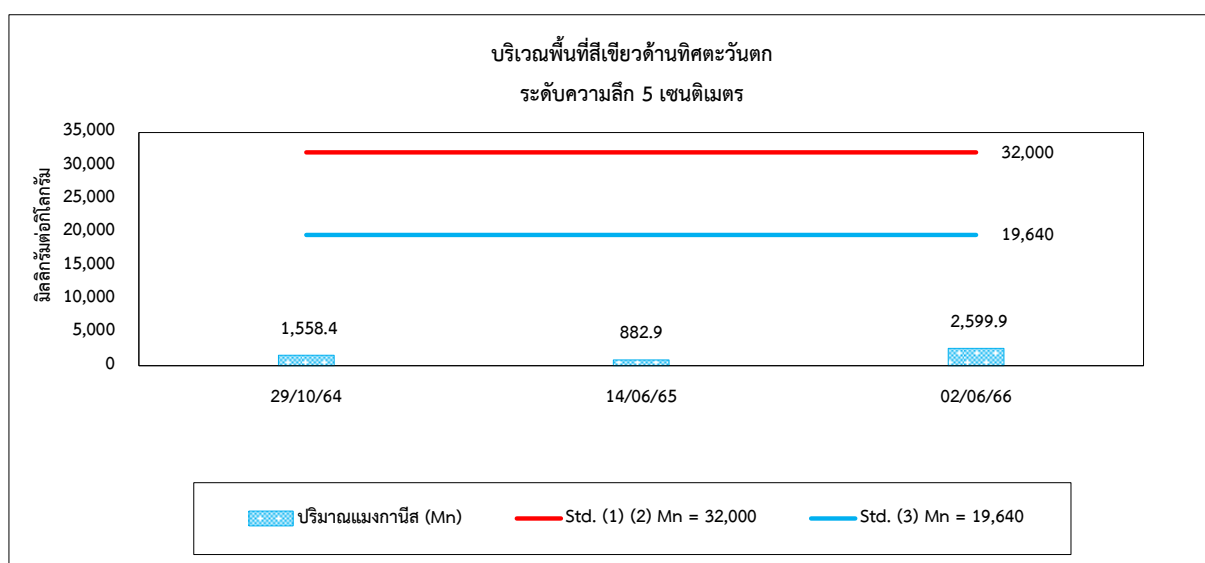 บริเวณพื้นที่สีเขียวด้านทิศตะวันตก
ระดับความลึก 5 เซนติเมตร
มิลลิกรัมต่อกิโลกรัม
35,000
30,000
25,000
20,000
15,000
10,000
5,000
0
32,000
19,640
1,558.4
882.9
2,599.9
29/10/64
14/06/65
02/06/66
ปริมาณแมงกานีส (Mn)
Std. (1) (2) Mn = 32,000
Std. (3) Mn = 19,640